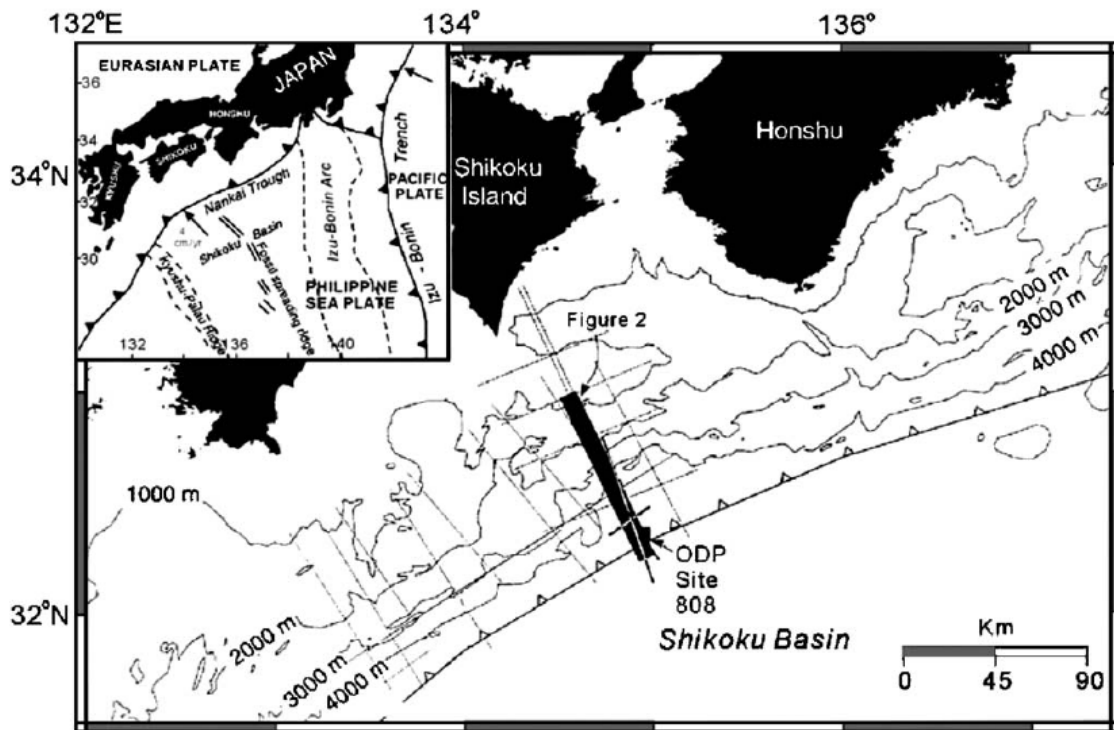 132°E
134°
136°
34°N
32°N
EURASIAN PLATE
JAPAN
HONSHU
SHIKOKU
KYUSHU
36
34
32
30
Nankai Trough
4
cm/yr
Shikoku Basin
Fossil spreading Ridge
Kyushu-Palau Ridge
Izu-Bonin Arc
PHILIPPINE
SEA PLATE
PACIFIC
PLATE
Izu - Bonin Trench
132
136
140
Shikoku
Island
Honshu
Figure 2
2000 m
3000 m
4000 m
1000 m
2000 m
3000 m
4000 m
ODP
Site
808
Shikoku Basin
Km
0 45 90